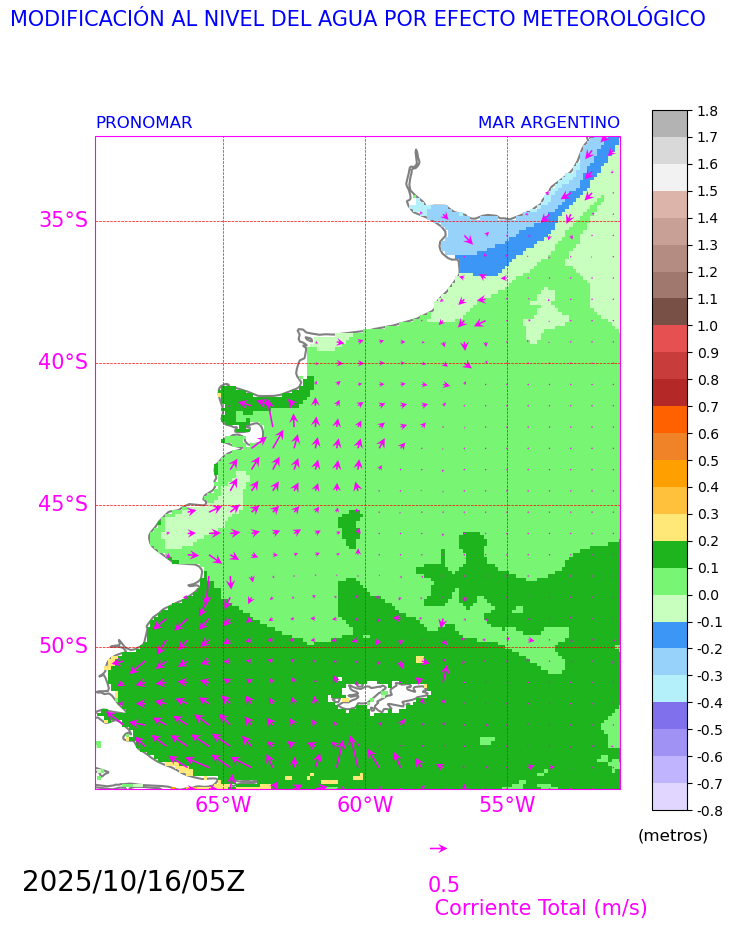 MODIFICACIÓN AL NIVEL DEL AGUA POR EFECTO METEOROLÓGICO
PRONOMAR MAR ARGENTINO
35°S
40°S
45°S
50°S
65°W 60°W 55°W
1.8
1.7
1.6
1.5
1.4
1.3
1.2
1.1
1.0
0.9
0.8
0.7
0.6
0.5
0.4
0.3
0.2
0.1
0.0
-0.1
-0.2
-0.3
-0.4
-0.5
-0.6
-0.7
-0.8
(metros)
2025/10/16/05Z
0.5
Corriente Total (m/s)